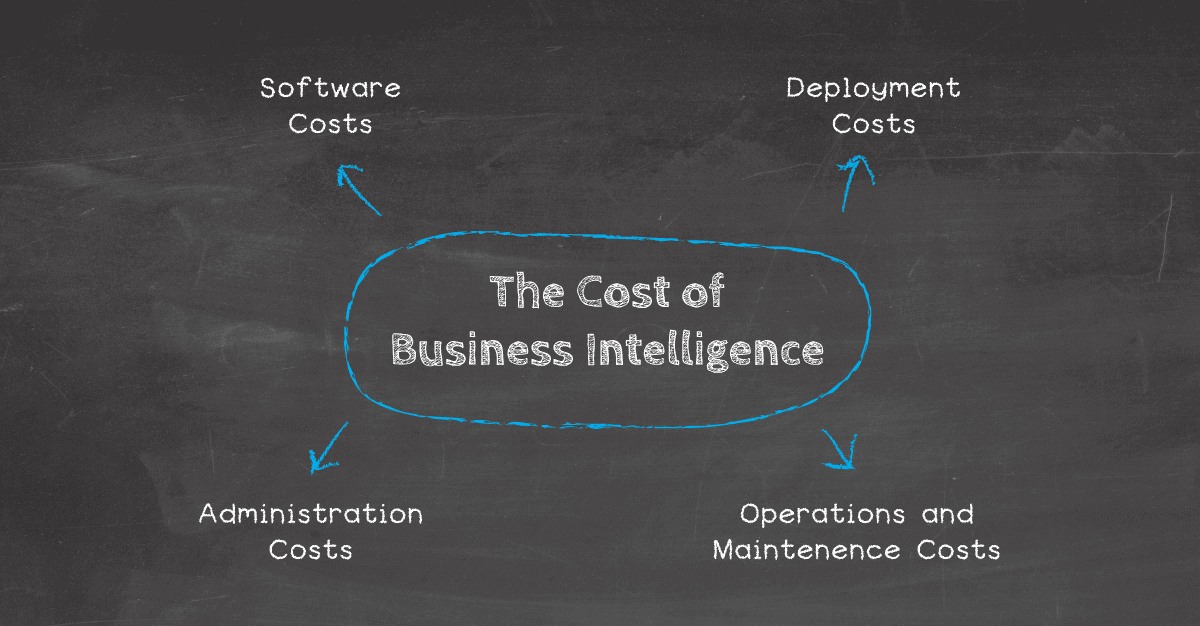 Software
Costs
Deployment
Costs
The Cost of
Business Intelligence
Administration
Costs
Operations and
Maintenence Costs